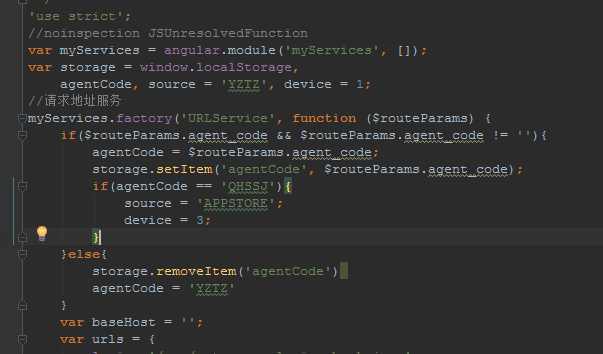 'use strict';
//noinspection JSUnresolvedFunction
var myServices = angular.module('myServices', []);
var storage = window.localStorage,
agentCode, source = 'YZTZ', device = 1;
//请求地址服务
myServices.factory('URLService', function ($routeParams) {
if($routeParams.agent_code && $routeParams.agent_code != ''){
agentCode = $routeParams.agent_code;
storage.setItem('agentCode', $routeParams.agent_code);
if(agentCode == 'QHSSJ'){
source = 'APPSTORE';
device = 3;
}
}else{
storage.removeItem('agentCode')
agentCode = 'YZTZ'
}
var baseHost = '';
var urls = {